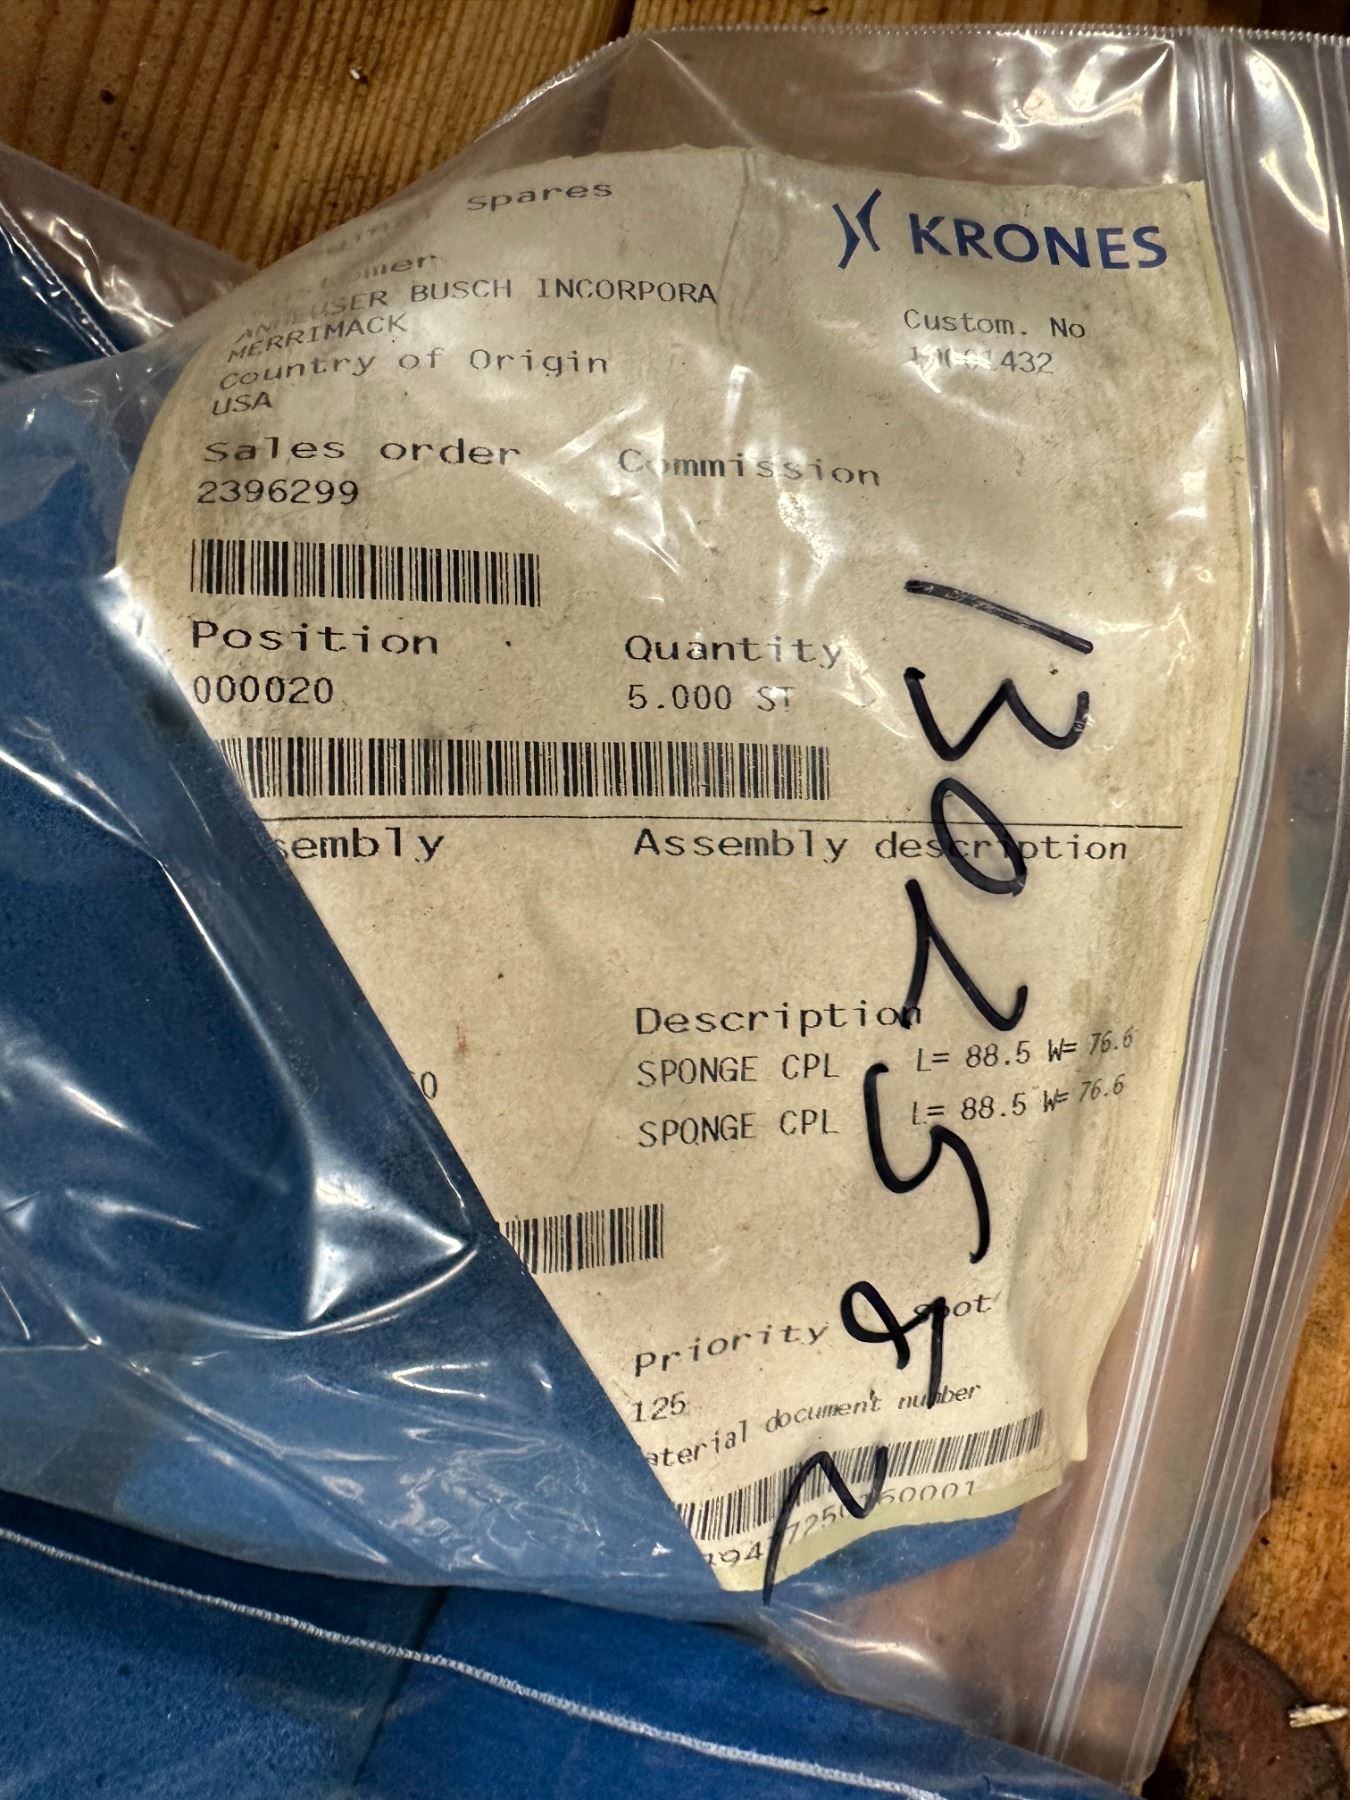 spares
KRONES
ANHEUSER BUSCH INCORPORA
MERRIMACK
Custom. No
Country of Origin
USA
Sales order
Commission
2396299
Position
Quantity
000020
5.000 ST
Assembly description
Description
SPONGE CPL L= 88.5 W= 76.6
SPONGE CPL L= 88.5 W= 76.6
Priority
125
document number